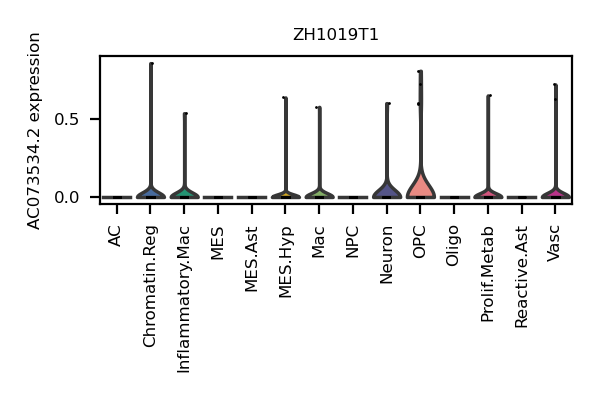 ZH1019T1
AC073534.2 expression
0.5
0.0
AC
Chromatin.Reg
Inflammatory.Mac
MES
MES.Ast
MES.Hyp
Mac
NPC
Neuron
OPC
Oligo
Prolif.Metab
Reactive.Ast
Vasc